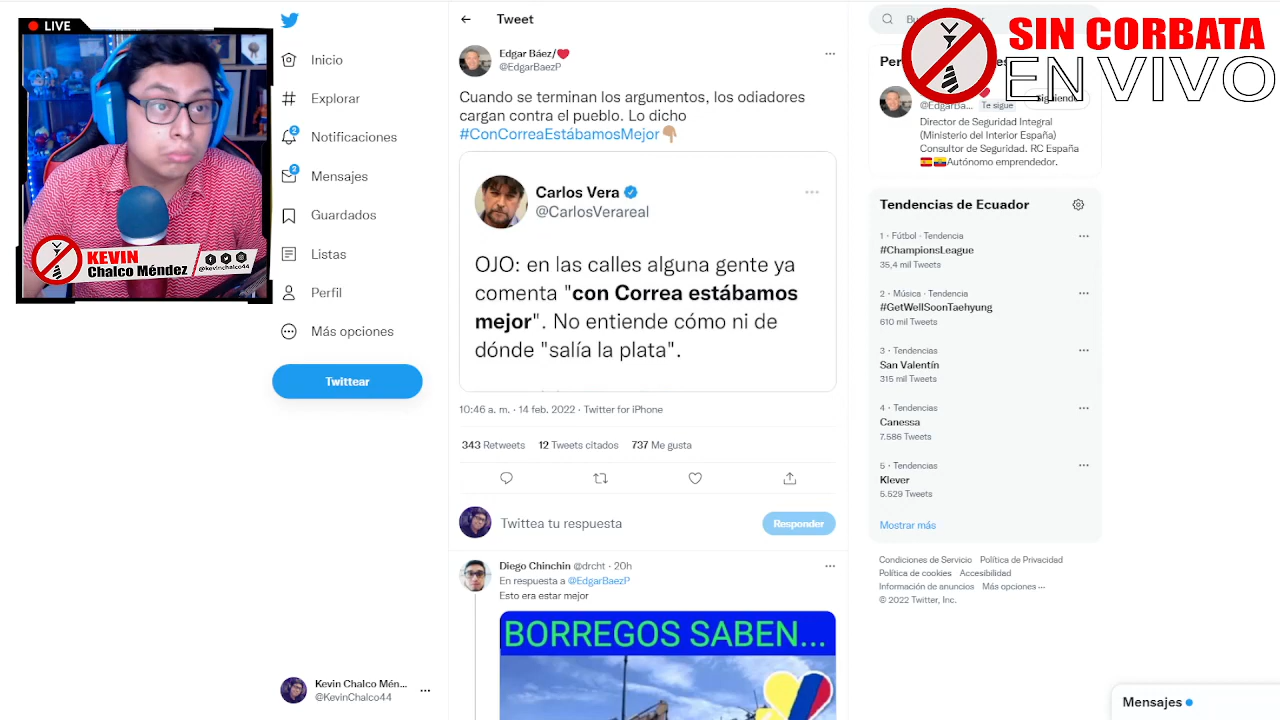 LIVE
KEVIN
Chalco Méndez
@kevinchalco44
Inicio
Explorar
2
Notificaciones
Mensajes
Guardados
Listas
Perfil
Más opciones
Twittear
Kevin Chalco Mén...
@KevinChalco44
Tweet
Edgar Báez/
@EdgarBaezP
Cuando se terminan los argumentos, los odiadores
cargan contra el pueblo. Lo dicho
#ConCorreaEstábamosMejor
Carlos Vera
@CarlosVerareal
OJO: en las calles alguna gente ya
comenta "con Correa estábamos
mejor". No entiende cómo ni de
dónde "salía la plata".
10:46 a. m. · 14 feb. 2022 · Twitter for iPhone
343 Retweets 12 Tweets citados 737 Me gusta
Twittea tu respuesta
Responder
Diego Chinchin @drcht · 20h
En respuesta a @EdgarBaezP
Esto era estar mejor
BORREGOS SABEN...
SIN CORBATA
EN VIVO
@EdgarBa... Te sigue
Siguiendo
Director de Seguridad Integral
(Ministerio del Interior España)
Consultor de Seguridad. RC España
Autónomo emprendedor.
Tendencias de Ecuador
1 · Fútbol · Tendencia
#ChampionsLeague
35,4 mil Tweets
2 · Música · Tendencia
#GetWellSoonTaehyung
610 mil Tweets
3 · Tendencias
San Valentín
315 mil Tweets
4 · Tendencias
Canessa
7.586 Tweets
5 · Tendencias
Klever
5.529 Tweets
Mostrar más
Condiciones de Servicio Política de Privacidad
Política de cookies Accesibilidad
Información de anuncios Más opciones ···
© 2022 Twitter, Inc.
Mensajes